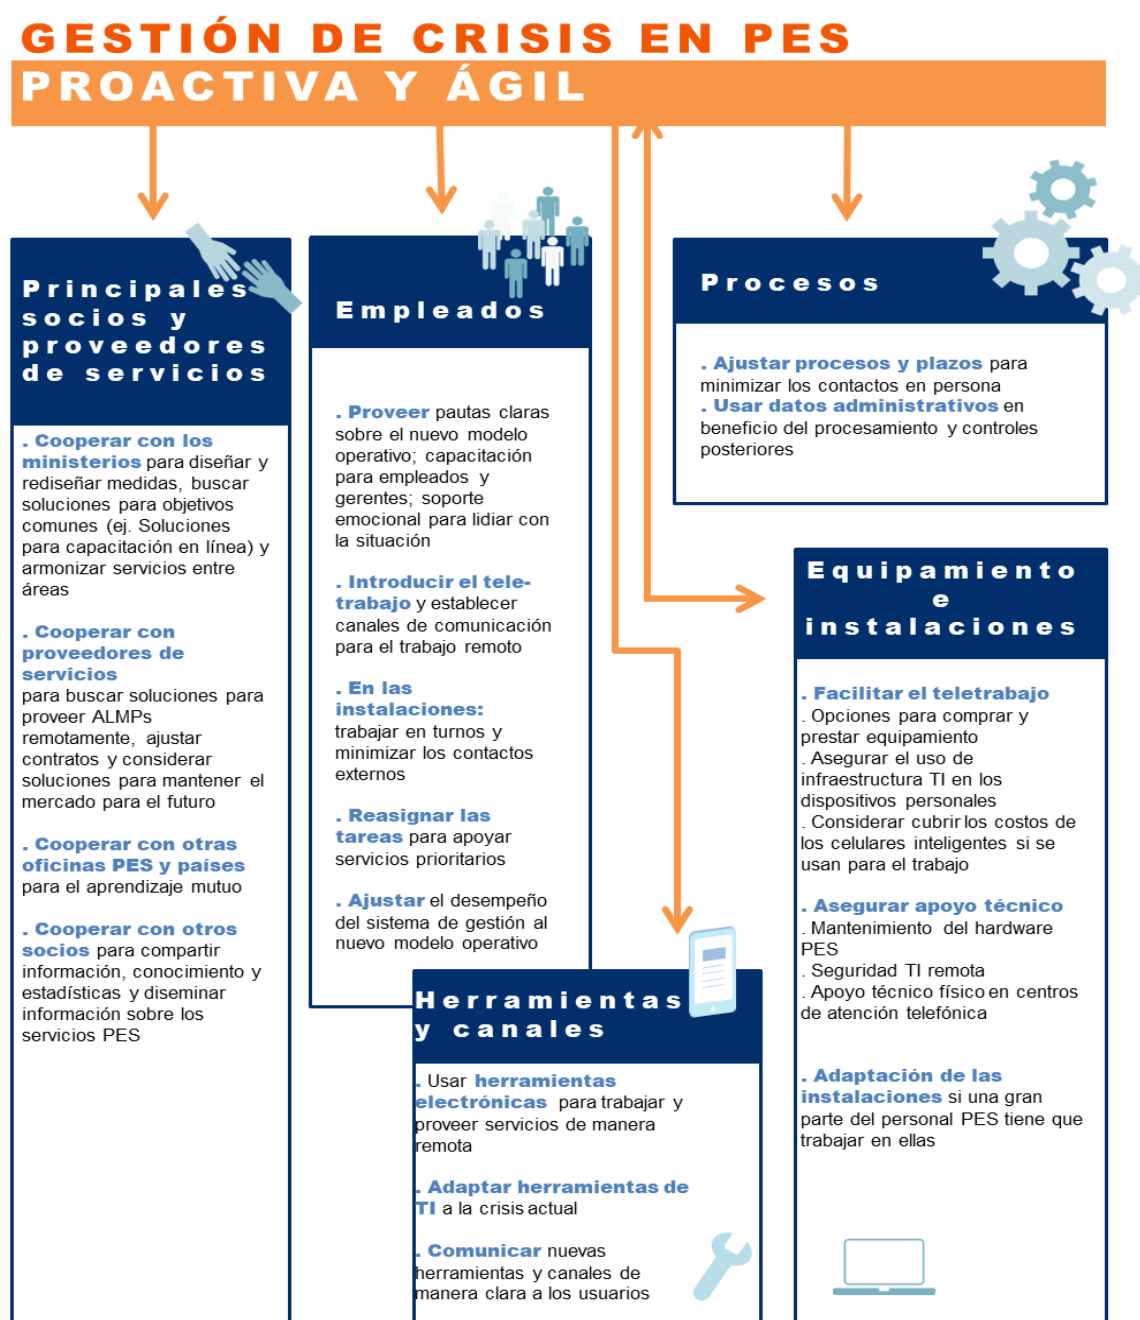 GESTIÓN DE CRISIS EN PES
PROACTIVA Y ÁGIL
Principales
socios y
proveedores
de servicios
. Cooperar con los
ministerios para diseñar y
rediseñar medidas, buscar
soluciones para objetivos
comunes (ej. Soluciones
para capacitación en línea) y
armonizar servicios entre
áreas
. Cooperar con
proveedores de
servicios
para buscar soluciones para
proveer ALMPs
remotamente, ajustar
contratos y considerar
soluciones para mantener el
mercado para el futuro
. Cooperar con otras
oficinas PES y países
para el aprendizaje mutuo
. Cooperar con otros
socios para compartir
información, conocimiento y
estadísticas y diseminar
información sobre los
servicios PES
Empleados
. Proveer pautas claras
sobre el nuevo modelo
operativo; capacitación
para empleados y
gerentes; soporte
emocional para lidiar con
la situación
. Introducir el tele-
trabajo y establecer
canales de comunicación
para el trabajo remoto
. En las
instalaciones:
trabajar en turnos y
minimizar los contactos
externos
. Reasignar las
tareas para apoyar
servicios prioritarios
. Ajustar el desempeño
del sistema de gestión al
nuevo modelo operativo
Herramientas
y canales
. Usar herramientas
electrónicas para trabajar y
proveer servicios de manera
remota
. Adaptar herramientas de
TI a la crisis actual
. Comunicar nuevas
herramientas y canales de
manera clara a los usuarios
Procesos
. Ajustar procesos y plazos para
minimizar los contactos en persona
. Usar datos administrativos en
beneficio del procesamiento y controles
posteriores
Equipamiento
e
instalaciones
. Facilitar el teletrabajo
. Opciones para comprar y
prestar equipamiento
. Asegurar el uso de
infraestructura TI en los
dispositivos personales
. Considerar cubrir los costos de
los celulares inteligentes si se
usan para el trabajo
. Asegurar apoyo técnico
. Mantenimiento del hardware
PES
. Seguridad TI remota
. Apoyo técnico físico en centros
de atención telefónica
. Adaptación de las
instalaciones si una gran
parte del personal PES tiene que
trabajar en ellas